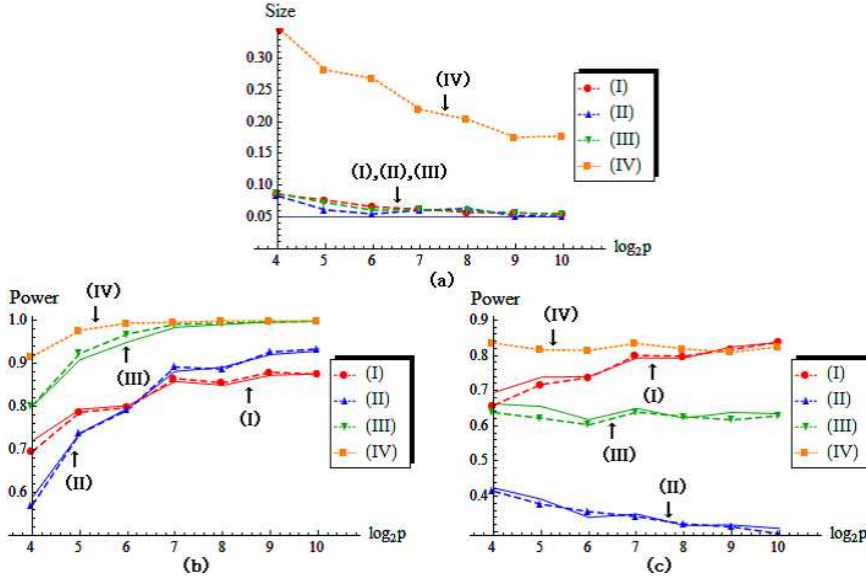 Size
0.30
0.25
0.20
0.15
0.10
0.05
(IV)
(I),(II),(III)
(I)
(II)
(III)
(IV)
4 5 6 7 8 9 10
log₂p
(a)
Power
1.0
0.9
0.8
0.7
0.6
(IV)
(III)
(I)
(II)
(I)
(II)
(III)
(IV)
4 5 6 7 8 9 10
log₂p
(b)
Power
0.9
0.8
0.7
0.6
0.5
0.4
(IV)
(I)
(III)
(II)
(I)
(II)
(III)
(IV)
4 5 6 7 8 9 10
log₂p
(c)